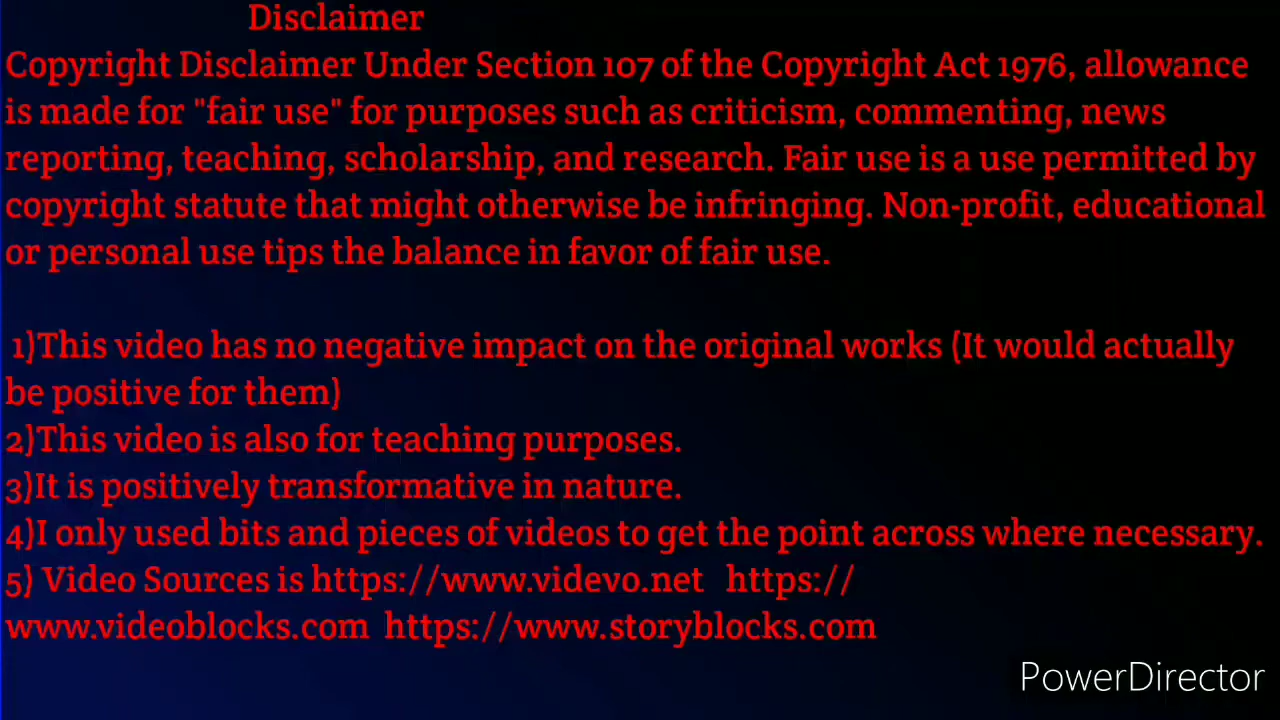 Disclaimer
Copyright Disclaimer Under Section 107 of the Copyright Act 1976, allowance
is made for "fair use" for purposes such as criticism, commenting, news
reporting, teaching, scholarship, and research. Fair use is a use permitted by
copyright statute that might otherwise be infringing. Non-profit, educational
or personal use tips the balance in favor of fair use.
1)This video has no negative impact on the original works (It would actually
be positive for them)
2)This video is also for teaching purposes.
3)It is positively transformative in nature.
4)I only used bits and pieces of videos to get the point across where necessary.
5) Video Sources is https://www.videvo.net https://
www.videoblocks.com https://www.storyblocks.com
PowerDirector